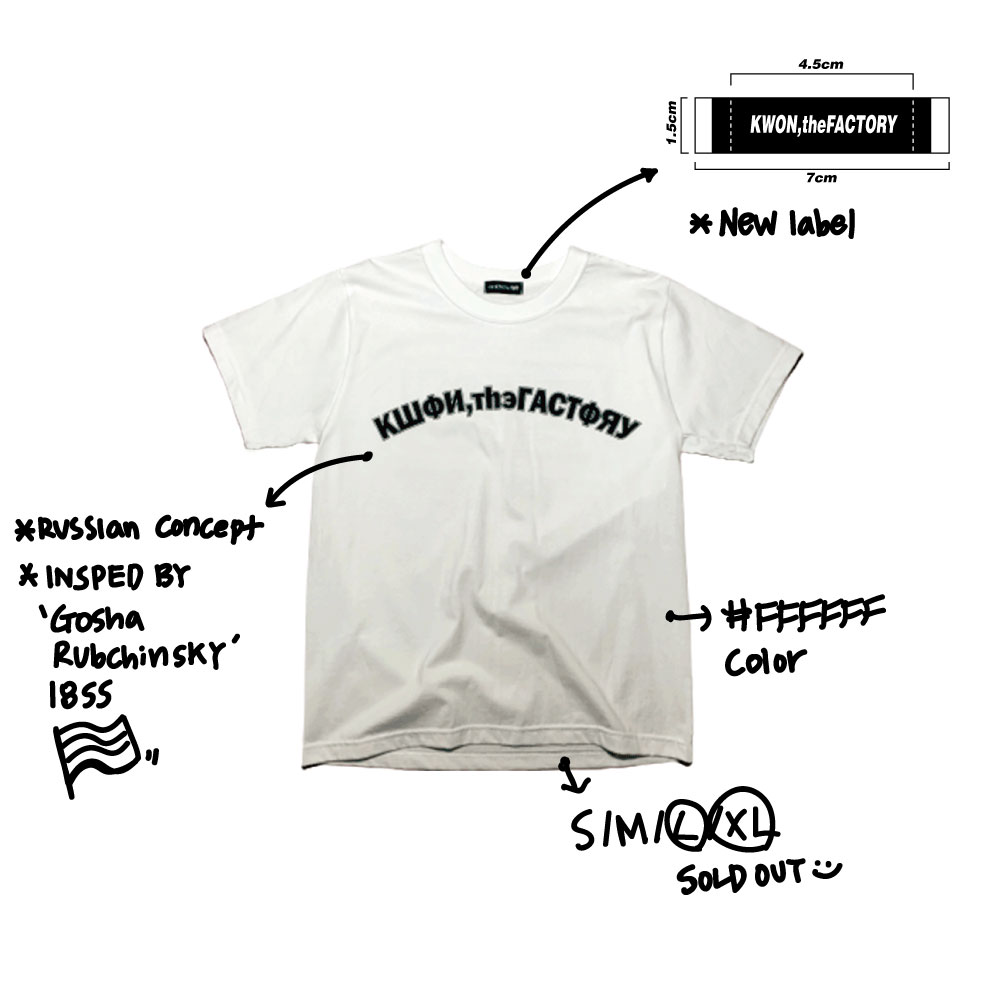 4.5cm
1.5cm
KWON,theFACTORY
7cm
*New label
КШФИ,тhэГАСТФЯУ
*RUSSIAN CONCEPT
*INSPED BY
'Gosha
RUbchinSKY'
18SS
#FFFFFF
COlOr
S/M/L/XL
SOLD OUT